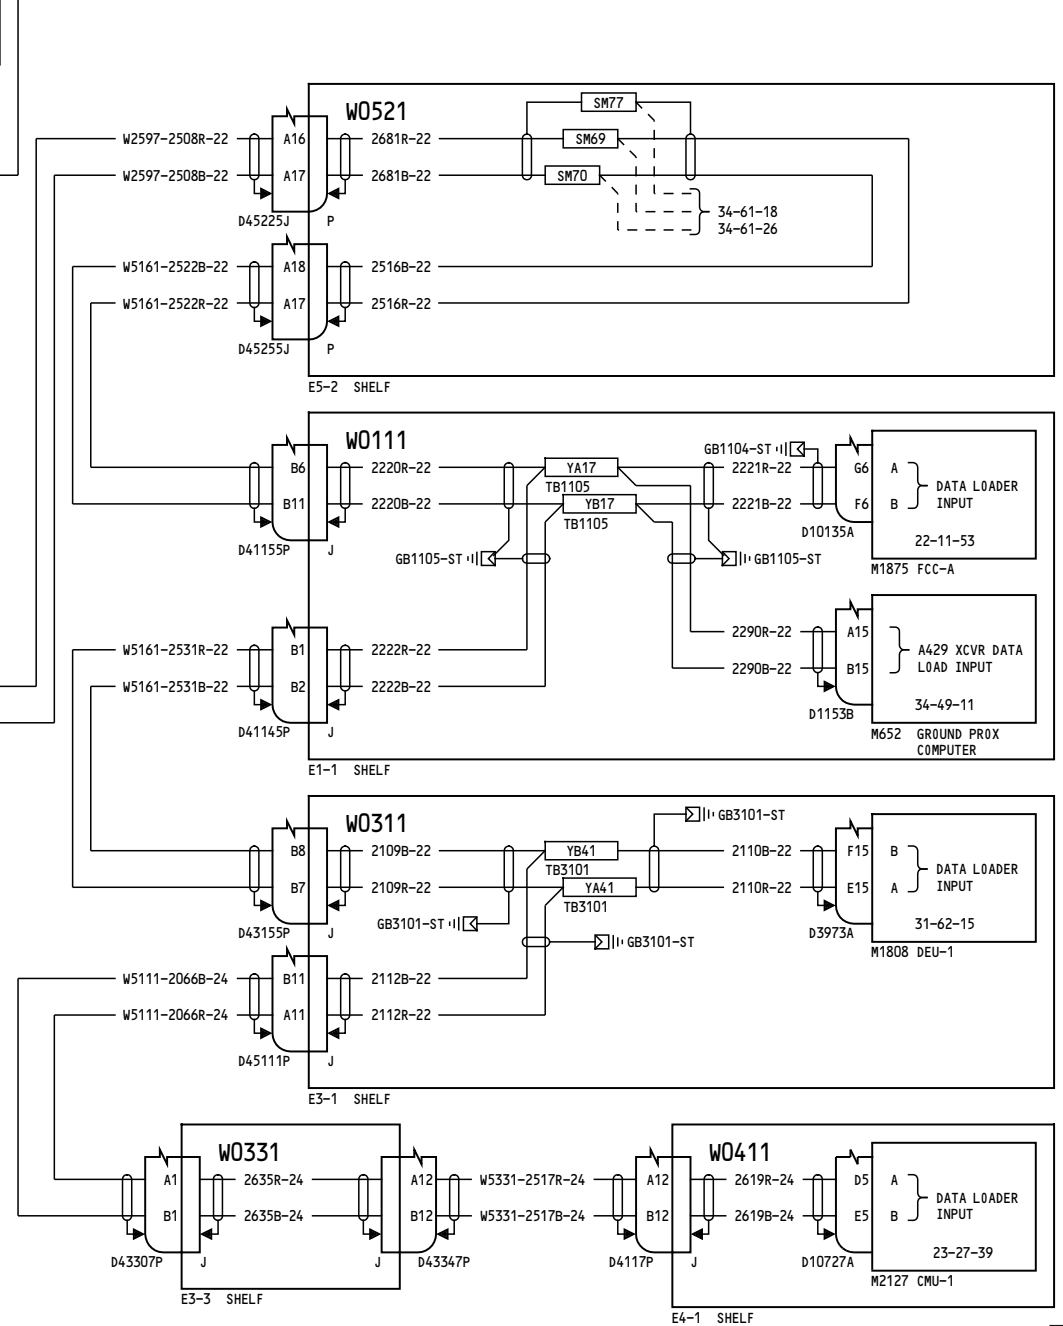 W0521
SM77
W2597-2508R-22 A16 2681R-22 SM69
W2597-2508B-22 A17 2681B-22 SM70
34-61-18
34-61-26
D45225J P
W5161-2522B-22 A18 2516B-22
W5161-2522R-22 A17 2516R-22
D45255J P
E5-2 SHELF
W0111
GB1104-ST
B6 2220R-22 YA17 2221R-22 G6 A
TB1105
DATA LOADER
INPUT
B11 2220B-22 YB17 2221B-22 F6 B
TB1105
D10135A
22-11-53
D41155P J
GB1105-ST GB1105-ST
M1875 FCC-A
2290R-22 A15
W5161-2531R-22 B1 2222R-22
A429 XCVR DATA
LOAD INPUT
2290B-22 B15
W5161-2531B-22 B2 2222B-22
34-49-11
D1153B
D41145P J
M652 GROUND PROX
COMPUTER
E1-1 SHELF
W0311
GB3101-ST
B8 2109B-22 YB41 2110B-22 F15 B
TB3101
DATA LOADER
INPUT
B7 2109R-22 YA41 2110R-22 E15 A
TB3101
GB3101-ST
31-62-15
D43155P J
D3973A
GB3101-ST
M1808 DEU-1
W5111-2066B-24 B11 2112B-22
W5111-2066R-24 A11 2112R-22
D45111P J
E3-1 SHELF
W0331 W0411
A1 2635R-24 A12 W5331-2517R-24 A12 2619R-24 D5 A
DATA LOADER
INPUT
B1 2635B-24 B12 W5331-2517B-24 B12 2619B-24 E5 B
23-27-39
D43307P J J D43347P D4117P J D10727A
M2127 CMU-1
E3-3 SHELF
E4-1 SHELF